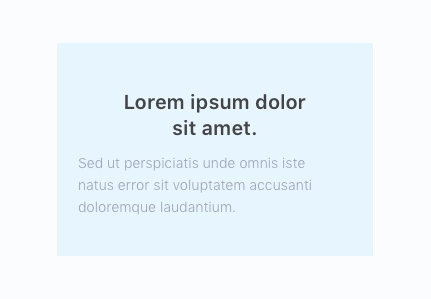 Lorem ipsum dolor
sit amet.
Sed ut perspiciatis unde omnis iste
natus error sit voluptatem accusanti
doloremque laudantium.